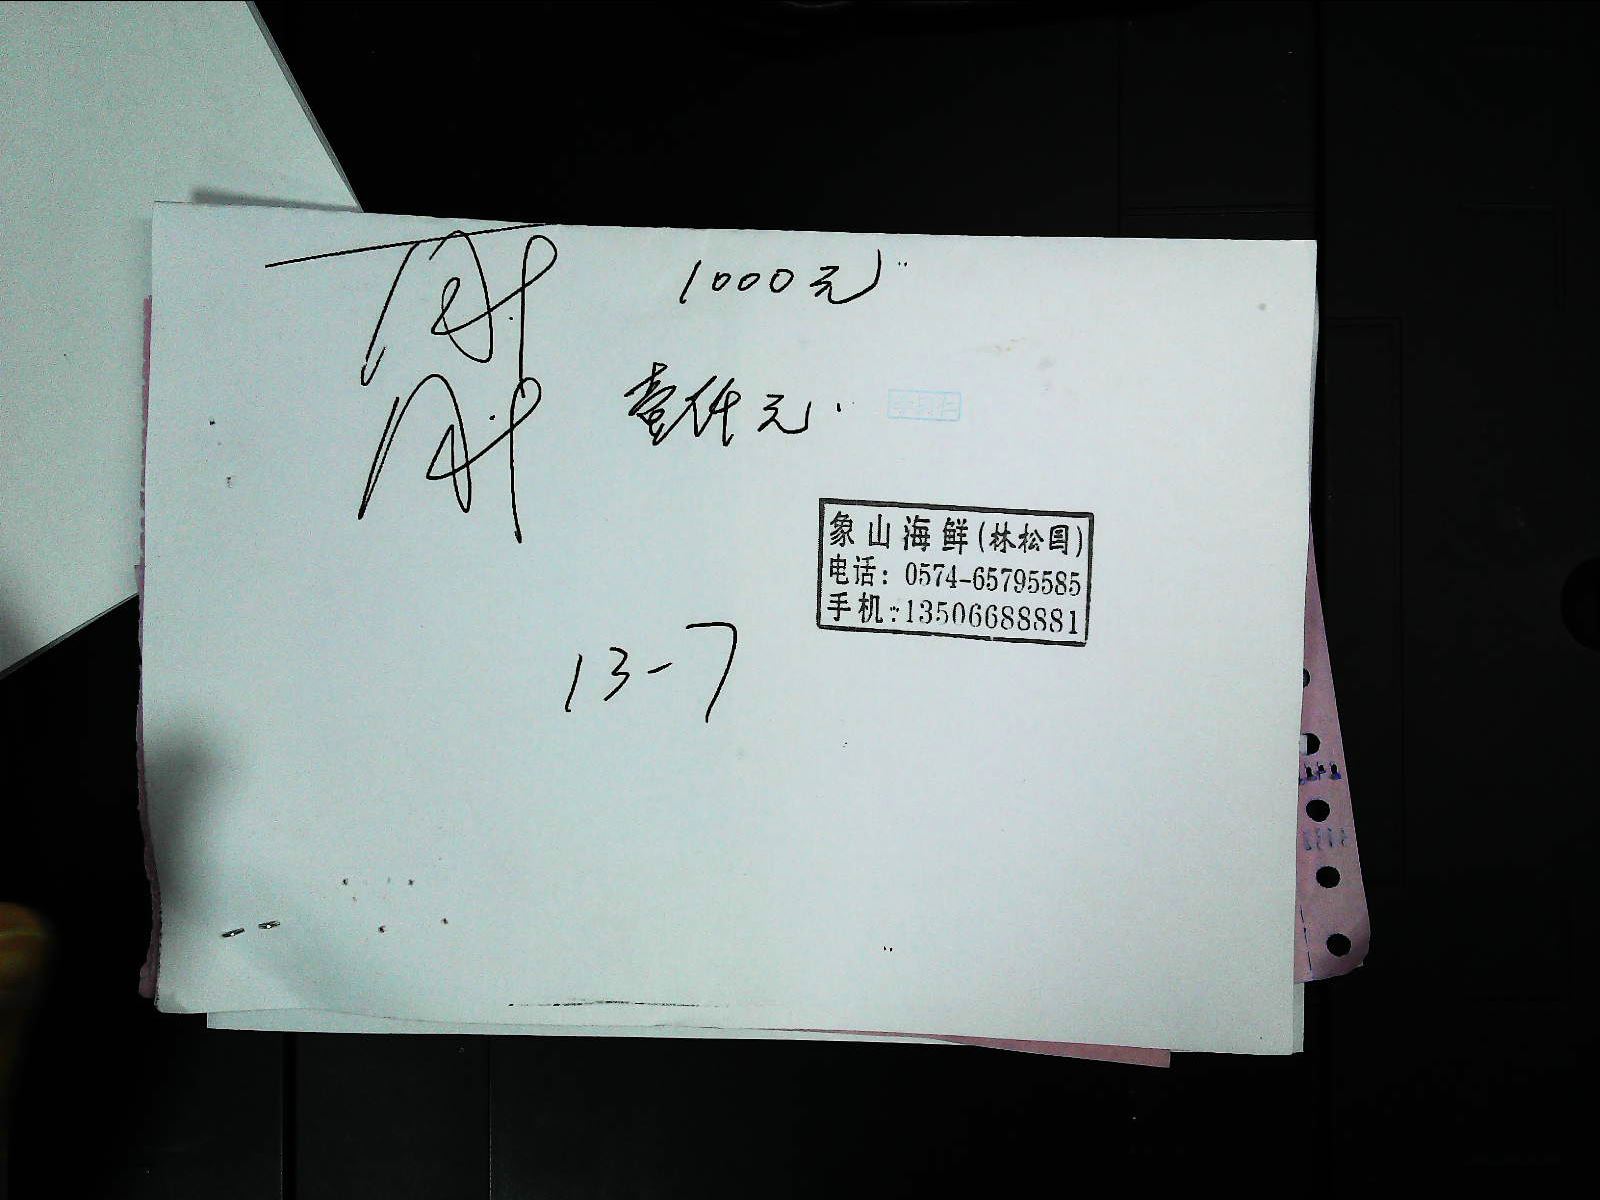 1000元
壹仟元.
象山海鲜(林松国)
电话: 0574-65795585
手机:13506688881
13-7